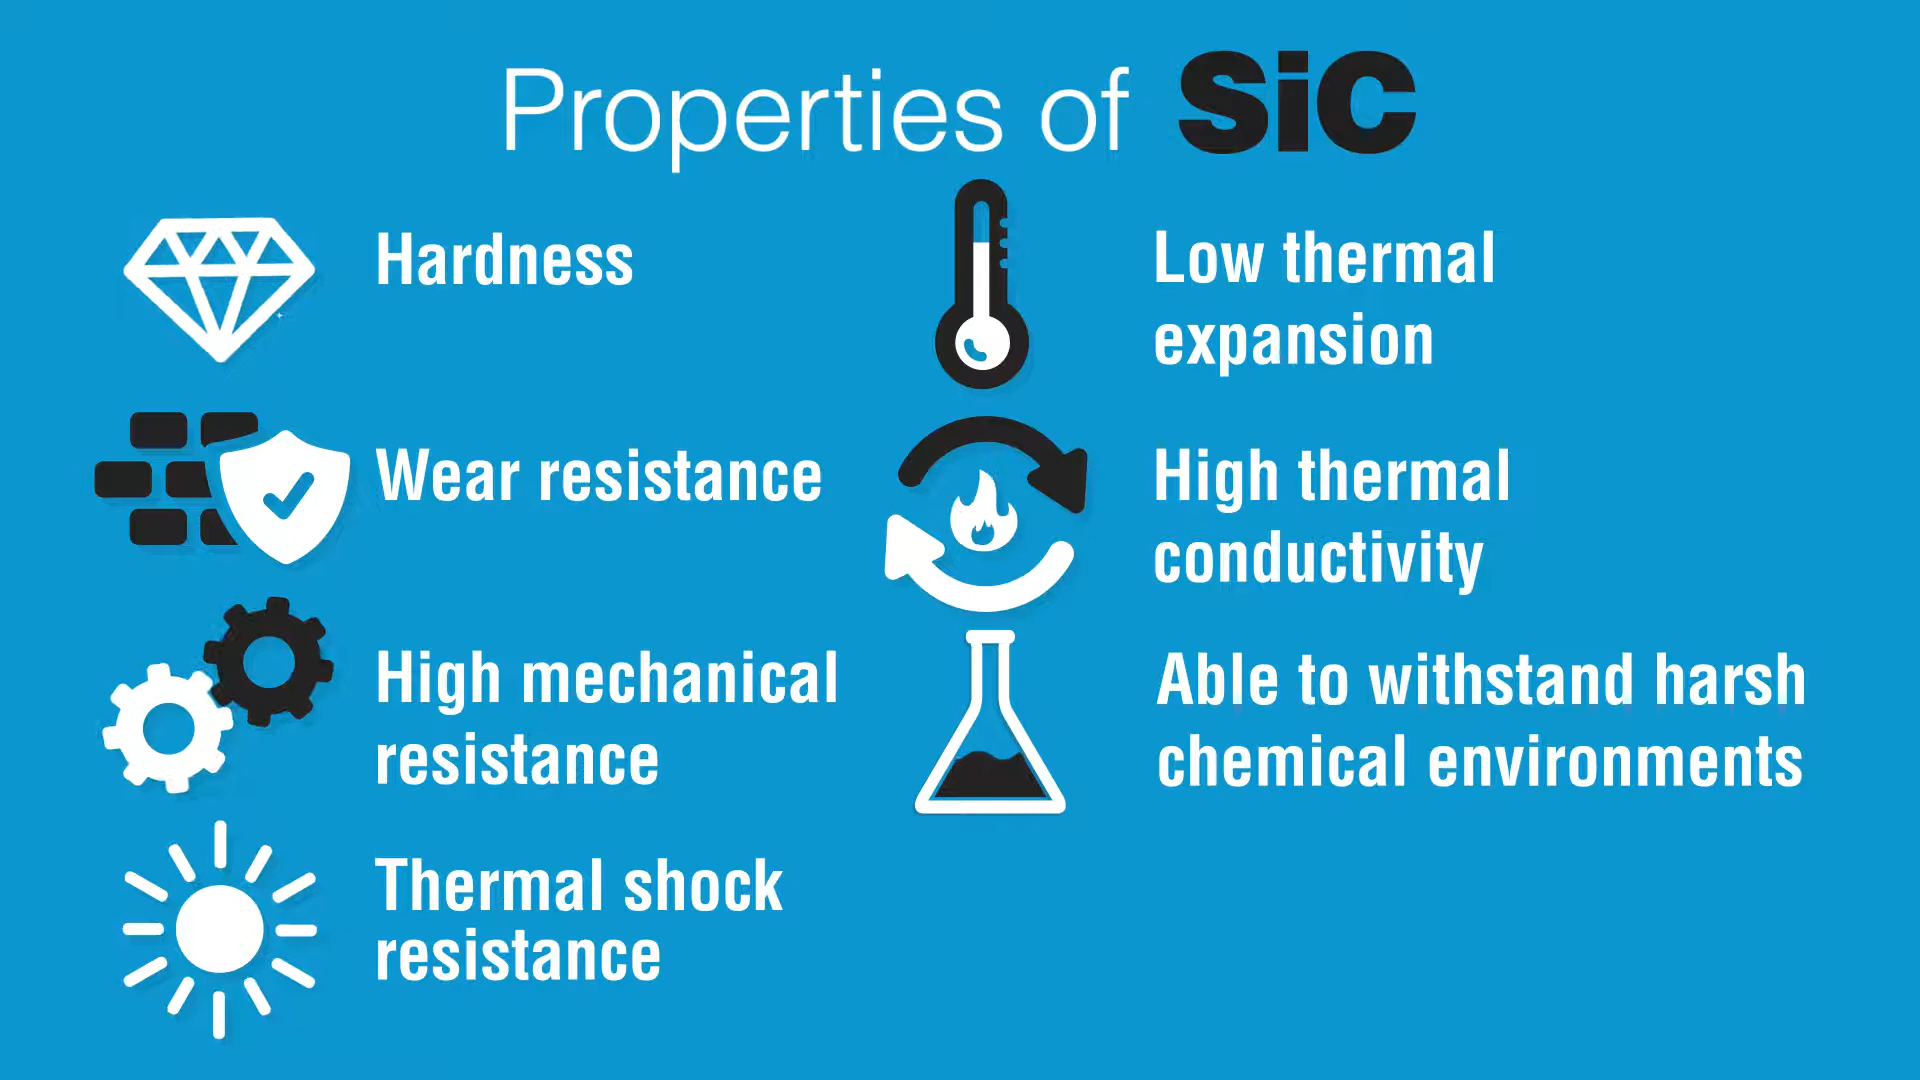 Properties of SiC
Hardness
Wear resistance
High mechanical
resistance
Thermal shock
resistance
Low thermal
expansion
High thermal
conductivity
Able to withstand harsh
chemical environments